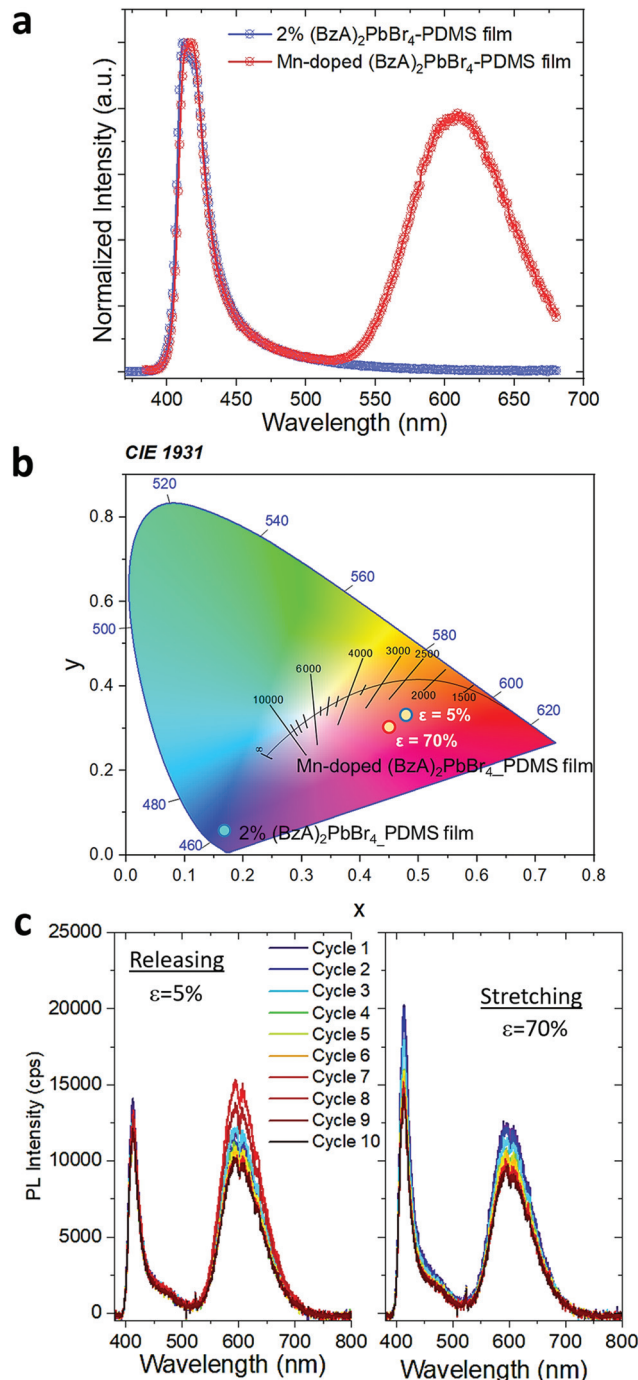 a
2% (BzA)₂PbBr₄-PDMS film
Mn-doped (BzA)₂PbBr₄-PDMS film
Normalized Intensity (a.u.)
400 450 500 550 600 650 700
Wavelength (nm)
b
CIE 1931
520
540
560
580
600
620
500
480
460
0.8
0.6
0.4
0.2
0.0
y
10000
6000
4000
3000
2500
2000
1500
∞
ε = 5%
ε = 70%
Mn-doped (BzA)₂PbBr₄_PDMS film
2% (BzA)₂PbBr₄_PDMS film
0.0 0.1 0.2 0.3 0.4 0.5 0.6 0.7 0.8
x
c
25000
20000
15000
10000
5000
0
PL Intensity (cps)
Releasing
ε=5%
Cycle 1
Cycle 2
Cycle 3
Cycle 4
Cycle 5
Cycle 6
Cycle 7
Cycle 8
Cycle 9
Cycle 10
Stretching
ε=70%
400 500 600 700 800
Wavelength (nm)
400 500 600 700 800
Wavelength (nm)